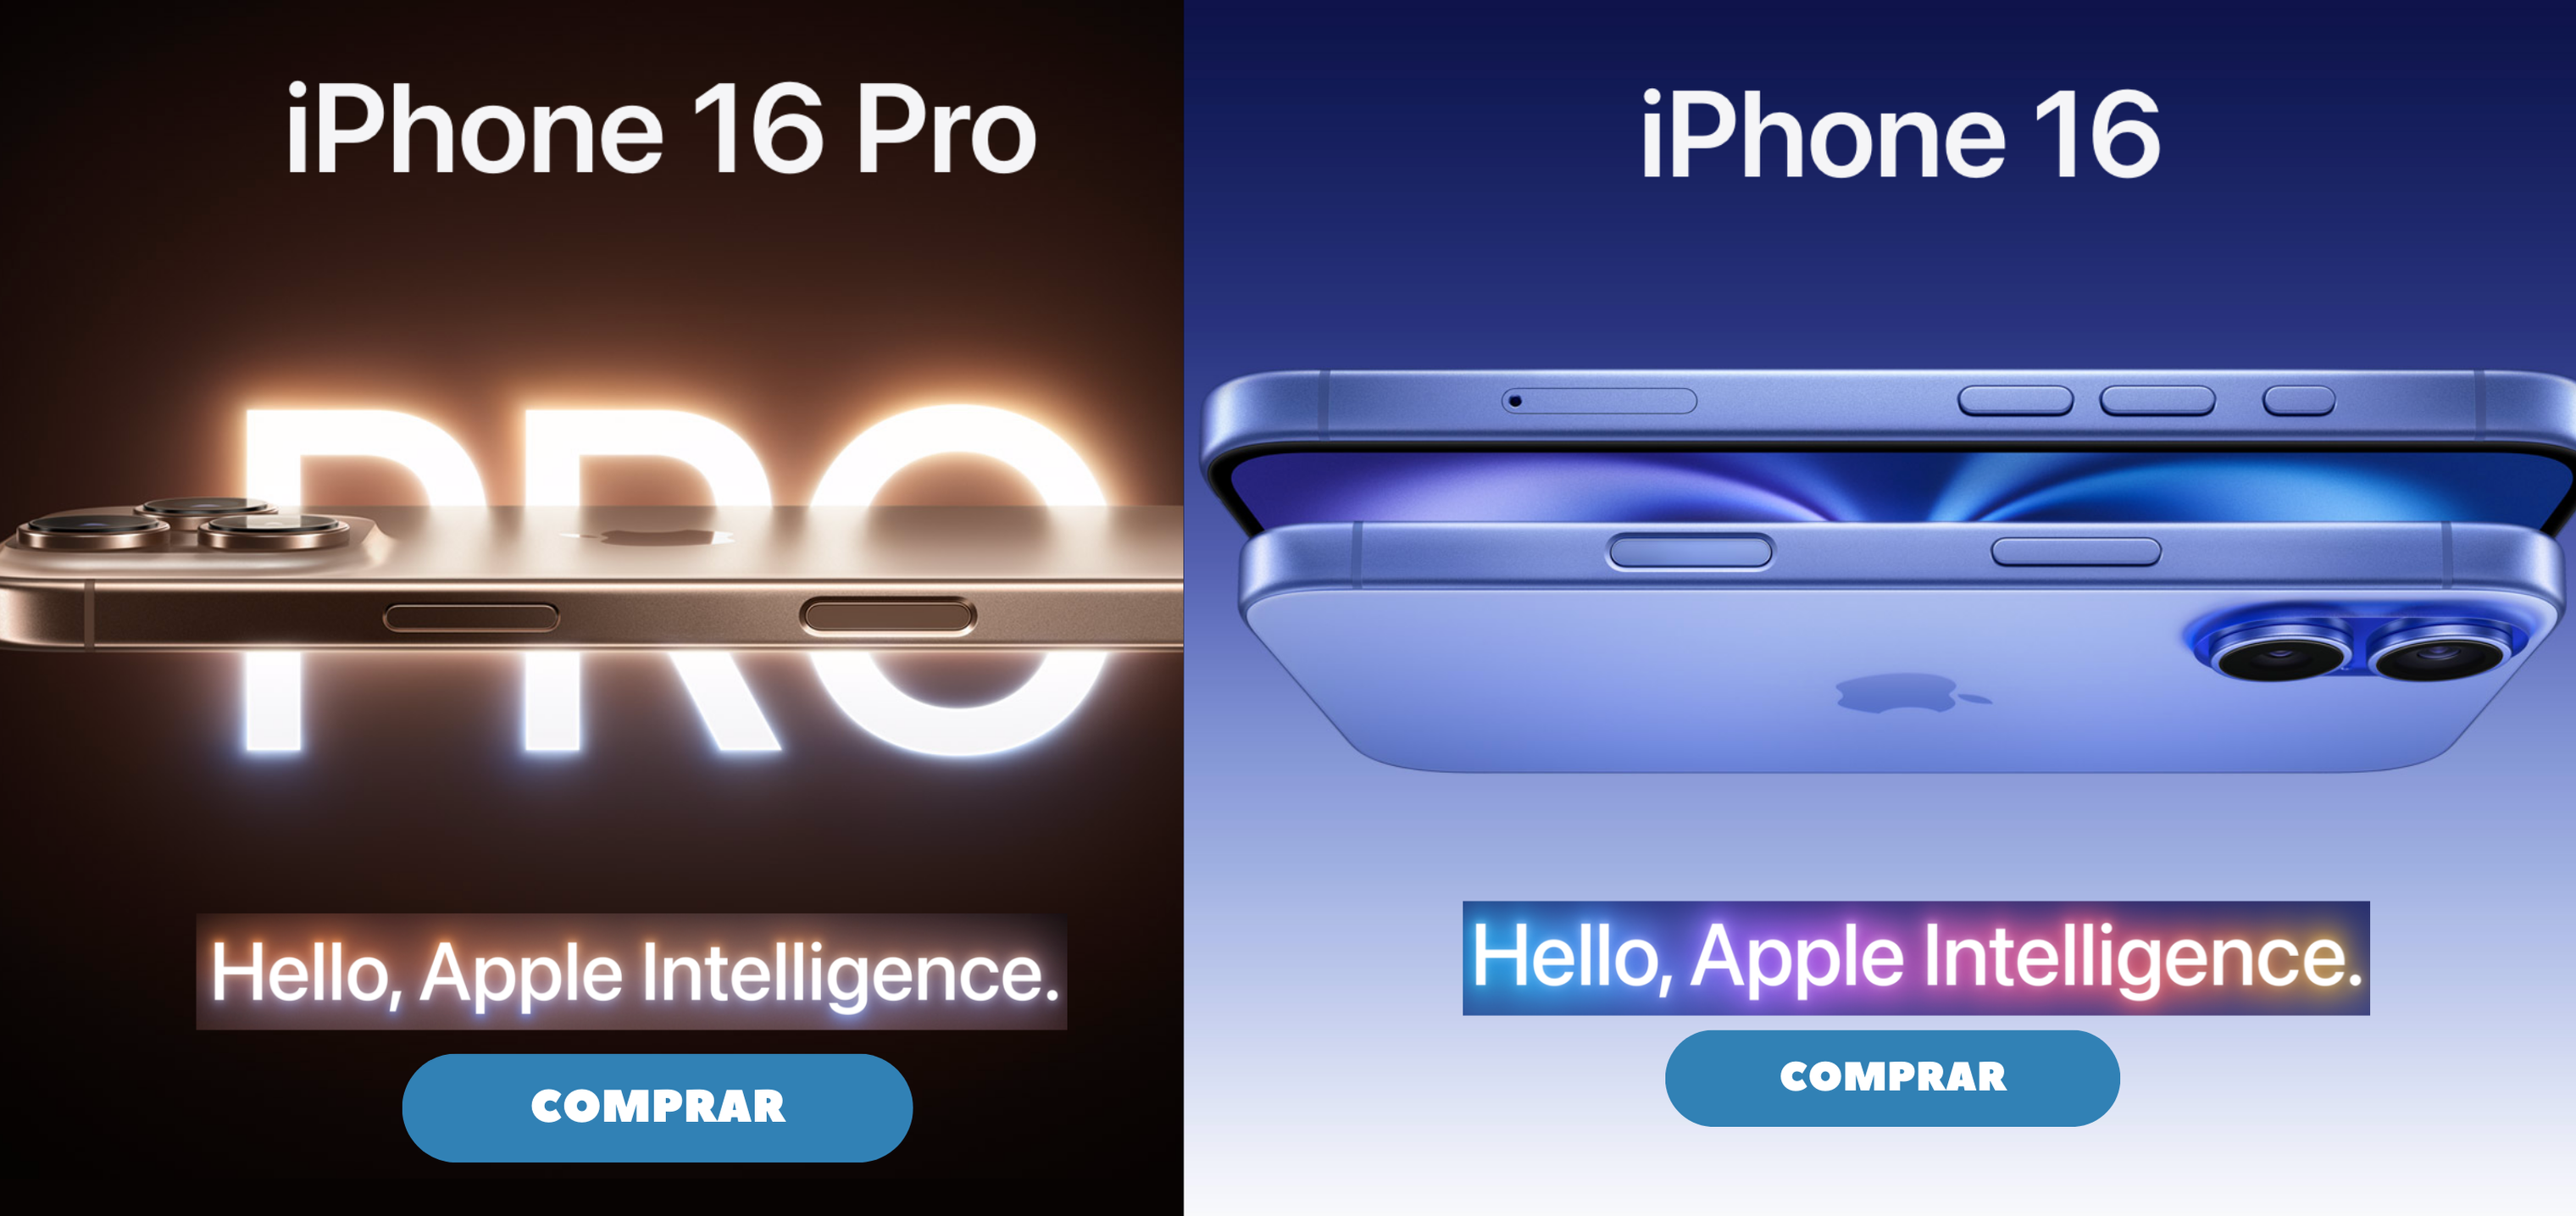 iPhone 16 Pro
PRO
Hello, Apple Intelligence.
COMPRAR
iPhone 16
Hello, Apple Intelligence.
COMPRAR